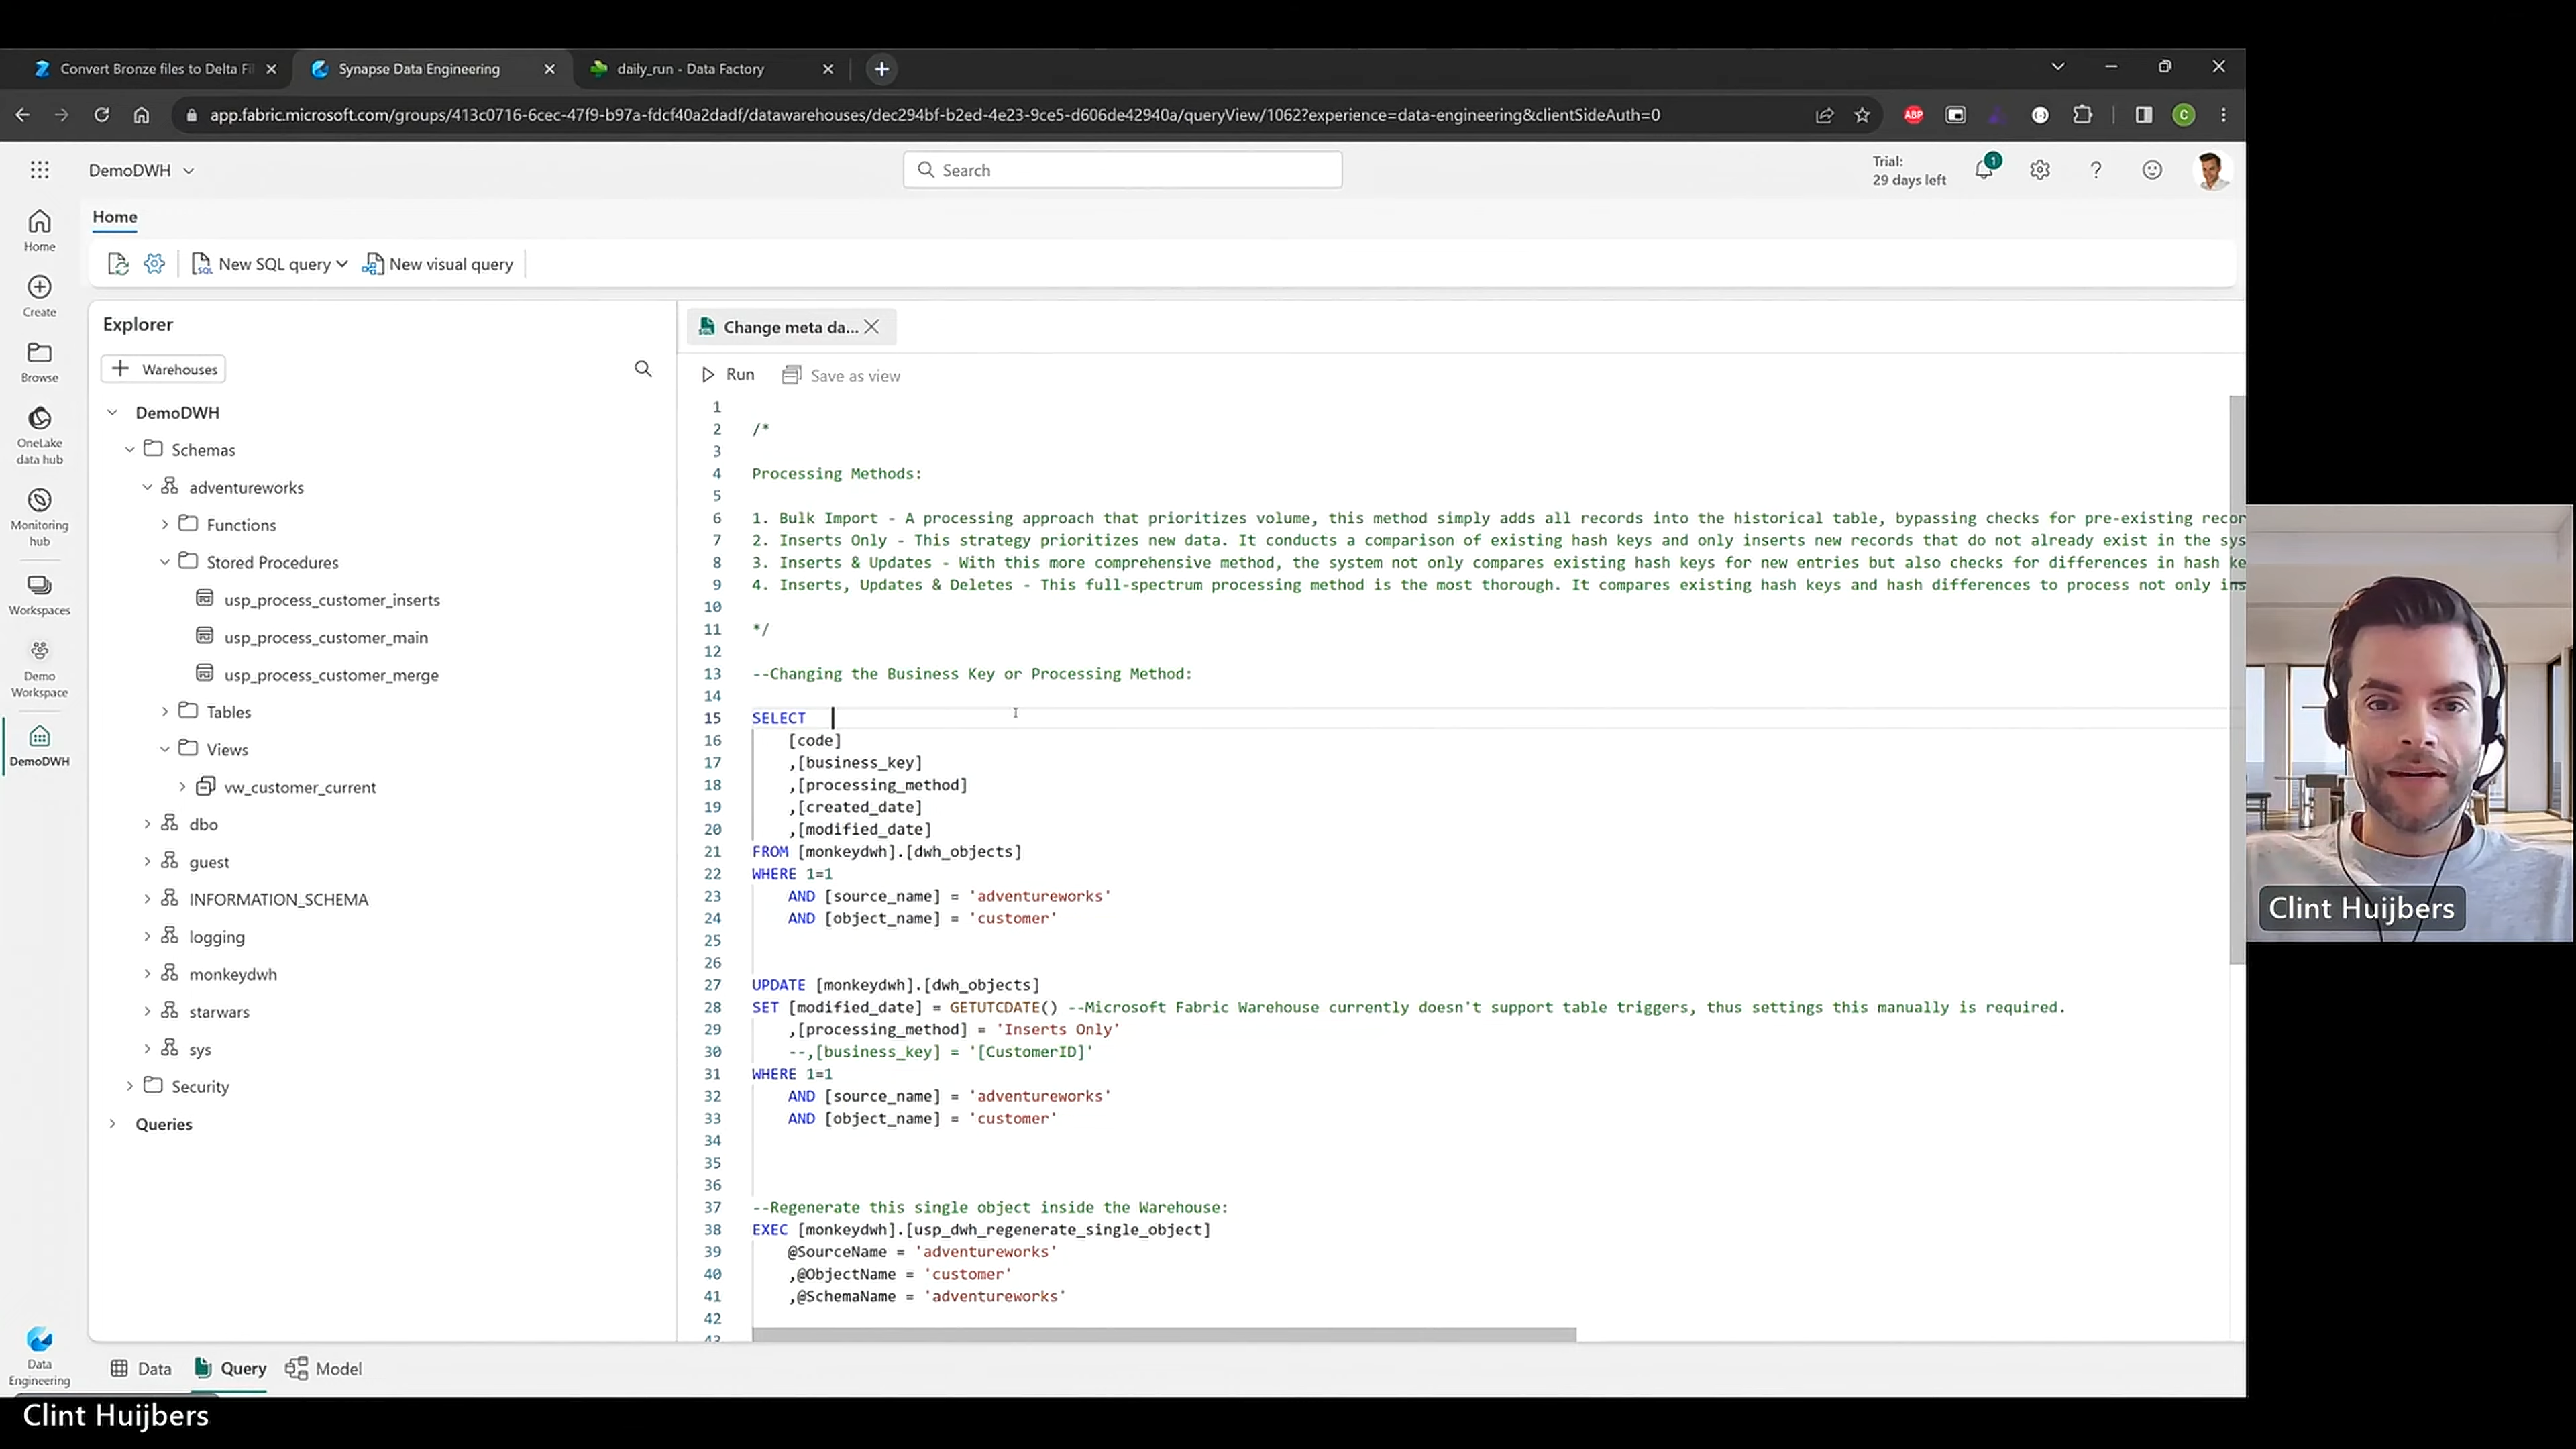 Convert Bronze files to Delta Fi
Synapse Data Engineering
daily_run - Data Factory
app.fabric.microsoft.com/groups/413c0716-6cec-47f9-b97a-fdcf40a2dadf/datawarehouses/dec294bf-b2ed-4e23-9ce5-d606de42940a/queryView/1062?experience=data-engineering&clientSideAuth=0
ABP
C
DemoDWH
Search
Trial:
29 days left
1
Home
New SQL query
New visual query
Home
Create
Browse
OneLake
data hub
Monitoring
hub
Workspaces
Demo
Workspace
DemoDWH
Data
Engineering
Explorer
+ Warehouses
DemoDWH
Schemas
adventureworks
Functions
Stored Procedures
usp_process_customer_inserts
usp_process_customer_main
usp_process_customer_merge
Tables
Views
vw_customer_current
dbo
guest
INFORMATION_SCHEMA
logging
monkeydwh
starwars
sys
Security
Queries
Change meta da...
Run
Save as view
1
2 /*
3
4 Processing Methods:
5
6 1. Bulk Import - A processing approach that prioritizes volume, this method simply adds all records into the historical table, bypassing checks for pre-existing recor
7 2. Inserts Only - This strategy prioritizes new data. It conducts a comparison of existing hash keys and only inserts new records that do not already exist in the sys
8 3. Inserts & Updates - With this more comprehensive method, the system not only compares existing hash keys for new entries but also checks for differences in hash ke
9 4. Inserts, Updates & Deletes - This full-spectrum processing method is the most thorough. It compares existing hash keys and hash differences to process not only ins
10
11 */
12
13 --Changing the Business Key or Processing Method:
14
15 SELECT
16 [code]
17 ,[business_key]
18 ,[processing_method]
19 ,[created_date]
20 ,[modified_date]
21 FROM [monkeydwh].[dwh_objects]
22 WHERE 1=1
23 AND [source_name] = 'adventureworks'
24 AND [object_name] = 'customer'
25
26
27 UPDATE [monkeydwh].[dwh_objects]
28 SET [modified_date] = GETUTCDATE() --Microsoft Fabric Warehouse currently doesn't support table triggers, thus settings this manually is required.
29 ,[processing_method] = 'Inserts Only'
30 --,[business_key] = '[CustomerID]'
31 WHERE 1=1
32 AND [source_name] = 'adventureworks'
33 AND [object_name] = 'customer'
34
35
36
37 --Regenerate this single object inside the Warehouse:
38 EXEC [monkeydwh].[usp_dwh_regenerate_single_object]
39 @SourceName = 'adventureworks'
40 ,@ObjectName = 'customer'
41 ,@SchemaName = 'adventureworks'
42
43
Data
Query
Model
Clint Huijbers
Clint Huijbers